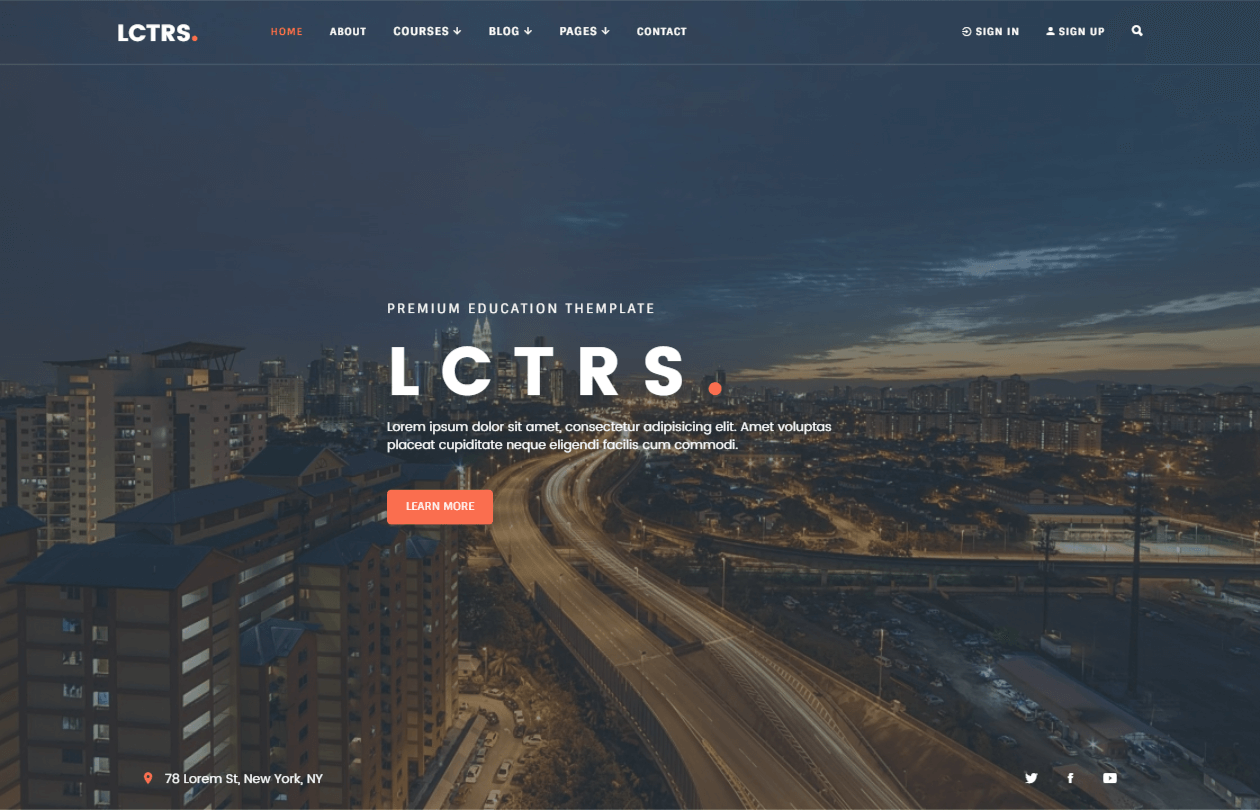 LCTRS.
HOME ABOUT COURSES BLOG PAGES CONTACT SIGN IN SIGN UP
PREMIUM EDUCATION THEMPLATE
LCTRS.
Lorem ipsum dolor sit amet, consectetur adipisicing elit. Amet voluptas
placeat cupiditate neque eligendi facilis cum commodi.
LEARN MORE
78 Lorem St, New York, NY